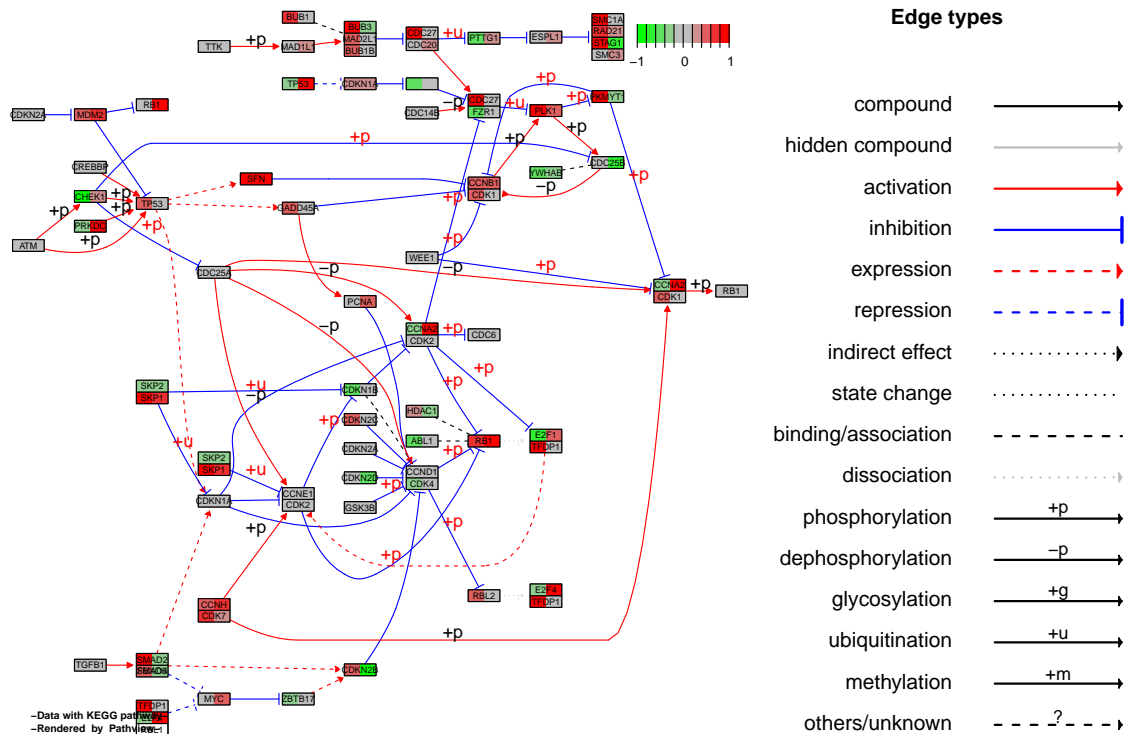 Edge types
BUB1
BUB3
TTK
+p
MAD1L1
MAD2L1
BUB1B
CDC27
CDC20
+u
PTTG1
ESPL1
SMC1A
RAD21
STAG1
SMC3
-1
0
1
TP53
CDKN1A
CDC14B
-p
CDC27
FZR1
+u
PLK1
+p
+p
PKMYT1
CDKN2A
MDM2
RB1
+p
+p
CDC25B
YWHAB
-p
+p
CREBBP
CHEK1
+p
+p
TP53
+p
PRKDC
+p
+p
ATM
SFN
GADD45A
CCNB1
CDK1
+p
WEE1
-p
+p
CDC25A
-p
CCNA2
CDK1
+p
RB1
PCNA
-p
CCNA2
CDK2
+p
CDC6
+p
+p
SKP2
SKP1
+u
-p
CDKN1B
+p
CDKN2C
HDAC1
ABL1
RB1
E2F1
TFDP1
+u
SKP2
SKP1
+u
CDKN2A
CCND1
CDK4
+p
CDKN2D
+p
GSK3B
CDKN1A
CCNE1
CDK2
+p
+p
+p
RBL2
E2F4
TFDP1
CCNH
CDK7
+p
TGFB1
SMAD2
CDKN2B
MYC
ZBTB17
TFDP1
-Data with KEGG pathway
-Rendered by Pathview
compound
hidden compound
activation
inhibition
expression
repression
indirect effect
state change
binding/association
dissociation
phosphorylation +p
dephosphorylation -p
glycosylation +g
ubiquitination +u
methylation +m
others/unknown ?